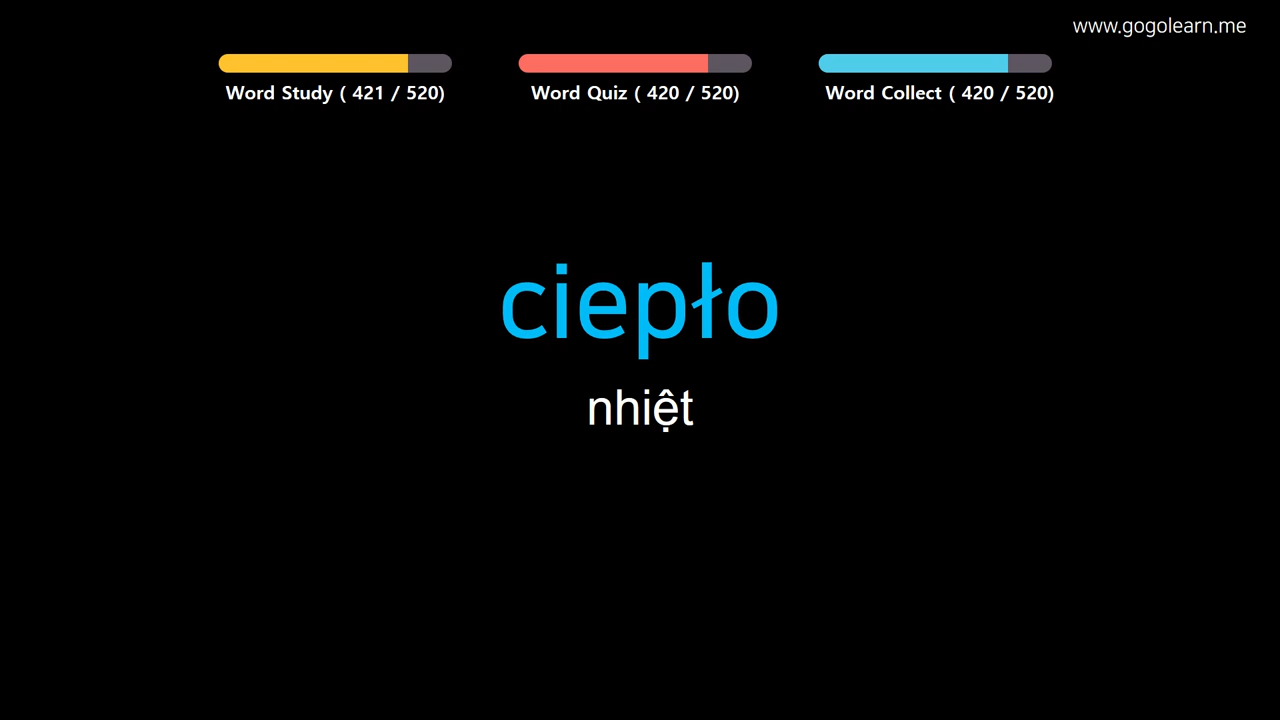 www.gogolearn.me
Word Study ( 421 / 520) Word Quiz ( 420 / 520) Word Collect ( 420 / 520)
ciepło
nhiệt